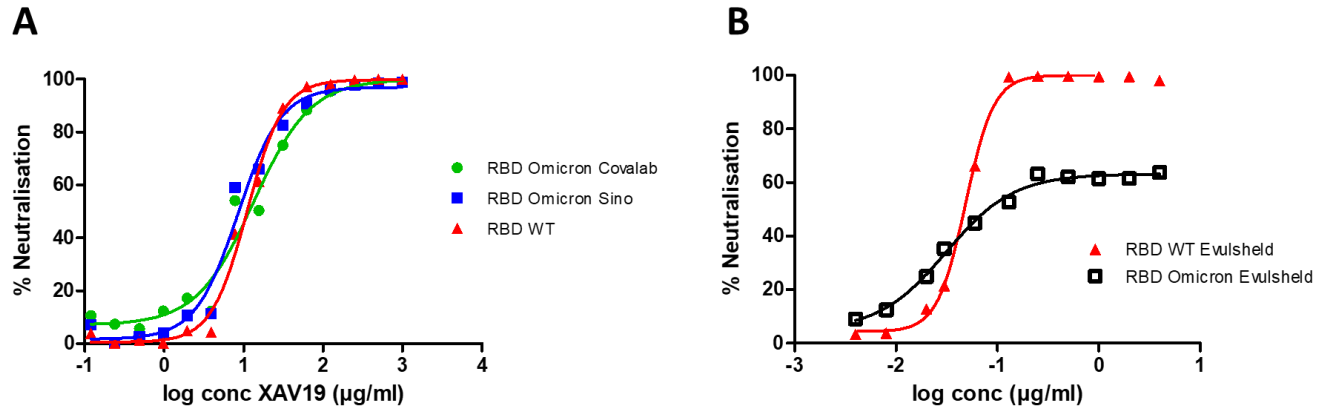 A
% Neutralisation
100
80
60
40
20
0
-1 0 1 2 3 4
log conc XAV19 (µg/ml)
RBD Omicron Covalab
RBD Omicron Sino
RBD WT
B
% Neutralisation
100
80
60
40
20
0
-3 -2 -1 0 1
log conc (µg/ml)
RBD WT Evulsheld
RBD Omicron Evulsheld